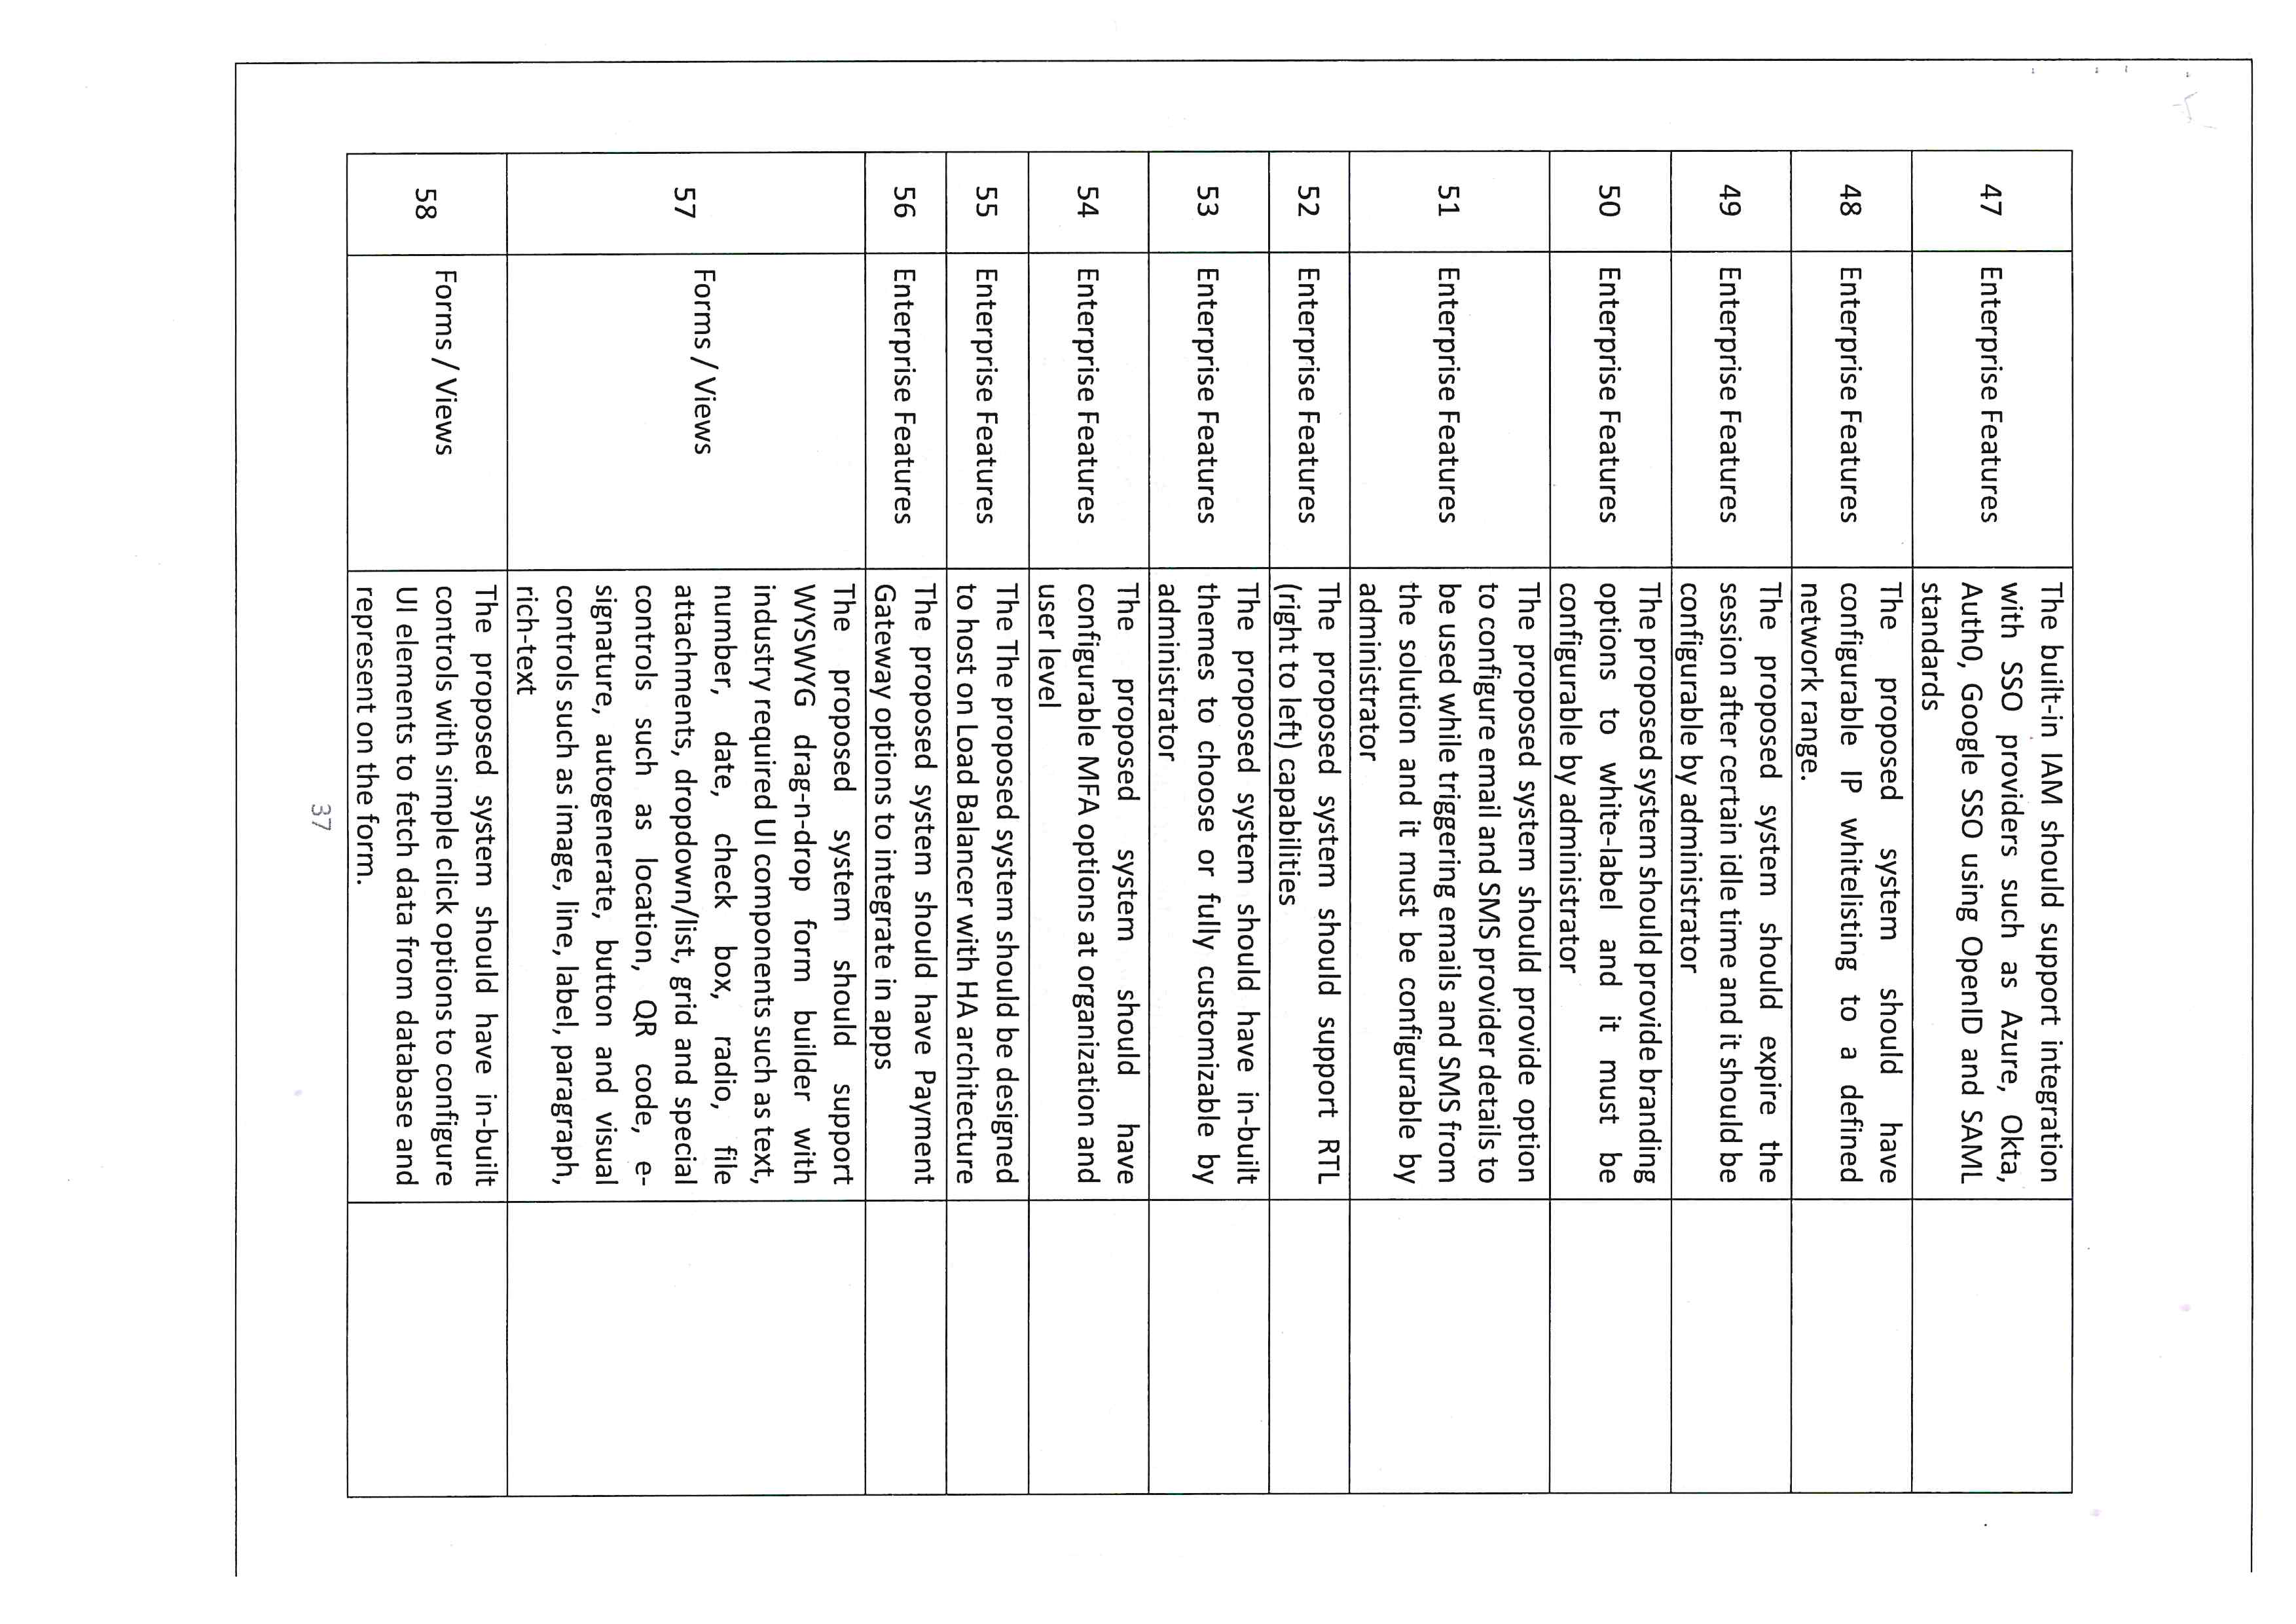 47
Enterprise Features
The built-in IAM should support integration
with SSO providers such as Azure, Okta,
Auth0, Google SSO using OpenID and SAML
standards
48
Enterprise Features
The proposed system should have
configurable IP whitelisting to a defined
network range.
49
Enterprise Features
The proposed system should expire the
session after certain idle time and it should be
configurable by administrator
50
Enterprise Features
The proposed system should provide branding
options to white-label and it must be
configurable by administrator
51
Enterprise Features
The proposed system should provide option
to configure email and SMS provider details to
be used while triggering emails and SMS from
the solution and it must be configurable by
administrator
52
Enterprise Features
The proposed system should support RTL
(right to left) capabilities
53
Enterprise Features
The proposed system should have in-built
themes to choose or fully customizable by
administrator
54
Enterprise Features
The proposed system should have
configurable MFA options at organization and
user level
55
Enterprise Features
The The proposed system should be designed
to host on Load Balancer with HA architecture
56
Enterprise Features
The proposed system should have Payment
Gateway options to integrate in apps
57
Forms / Views
The proposed system should support
WYSWYG drag-n-drop form builder with
industry required UI components such as text,
number, date, check box, radio, file
attachments, dropdown/list, grid and special
controls such as location, QR code, e-
signature, autogenerate, button and visual
controls such as image, line, label, paragraph,
rich-text
58
Forms / Views
The proposed system should have in-built
controls with simple click options to configure
UI elements to fetch data from database and
represent on the form.
37